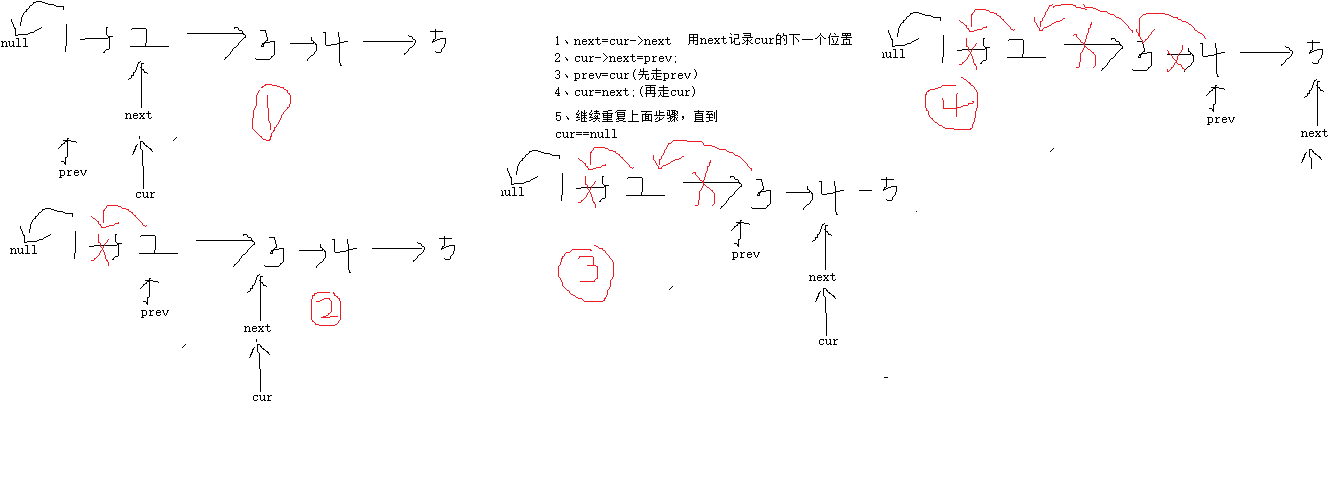 null 1 2 3 4 5
next
①
prev
cur
null 1 2 3 4 5
prev
②
next
cur
1、next=cur->next 用next记录cur的下一个位置
2、cur->next=prev;
3、prev=cur(先走prev)
4、cur=next;(再走cur)
5、继续重复上面步骤，直到
cur==null
null 1 2 3 4 5
prev
③
next
cur
null 1 2 3 4 5
④
prev
next